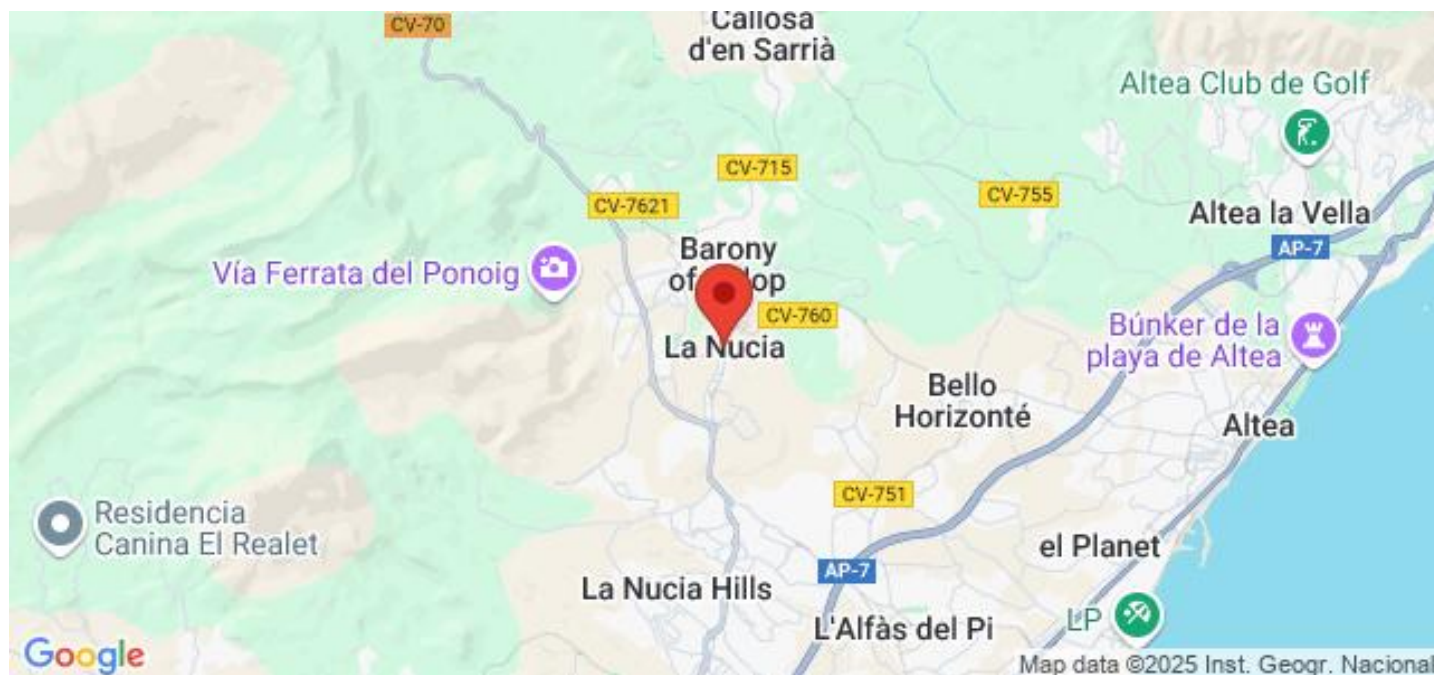 CV-70
Callosa
d'en Sarrià
Altea Club de Golf
CV-715
CV-7621
CV-755
Altea la Vella
AP-7
Barony
Vía Ferrata del Ponoig
CV-760
La Nucia
Búnker de la
playa de Altea
Bello
Horizonté
Altea
CV-751
Residencia
Canina El Realet
el Planet
AP-7
La Nucia Hills
L'Alfàs del Pi
LP
Google
Map data ©2025 Inst. Geogr. Nacional